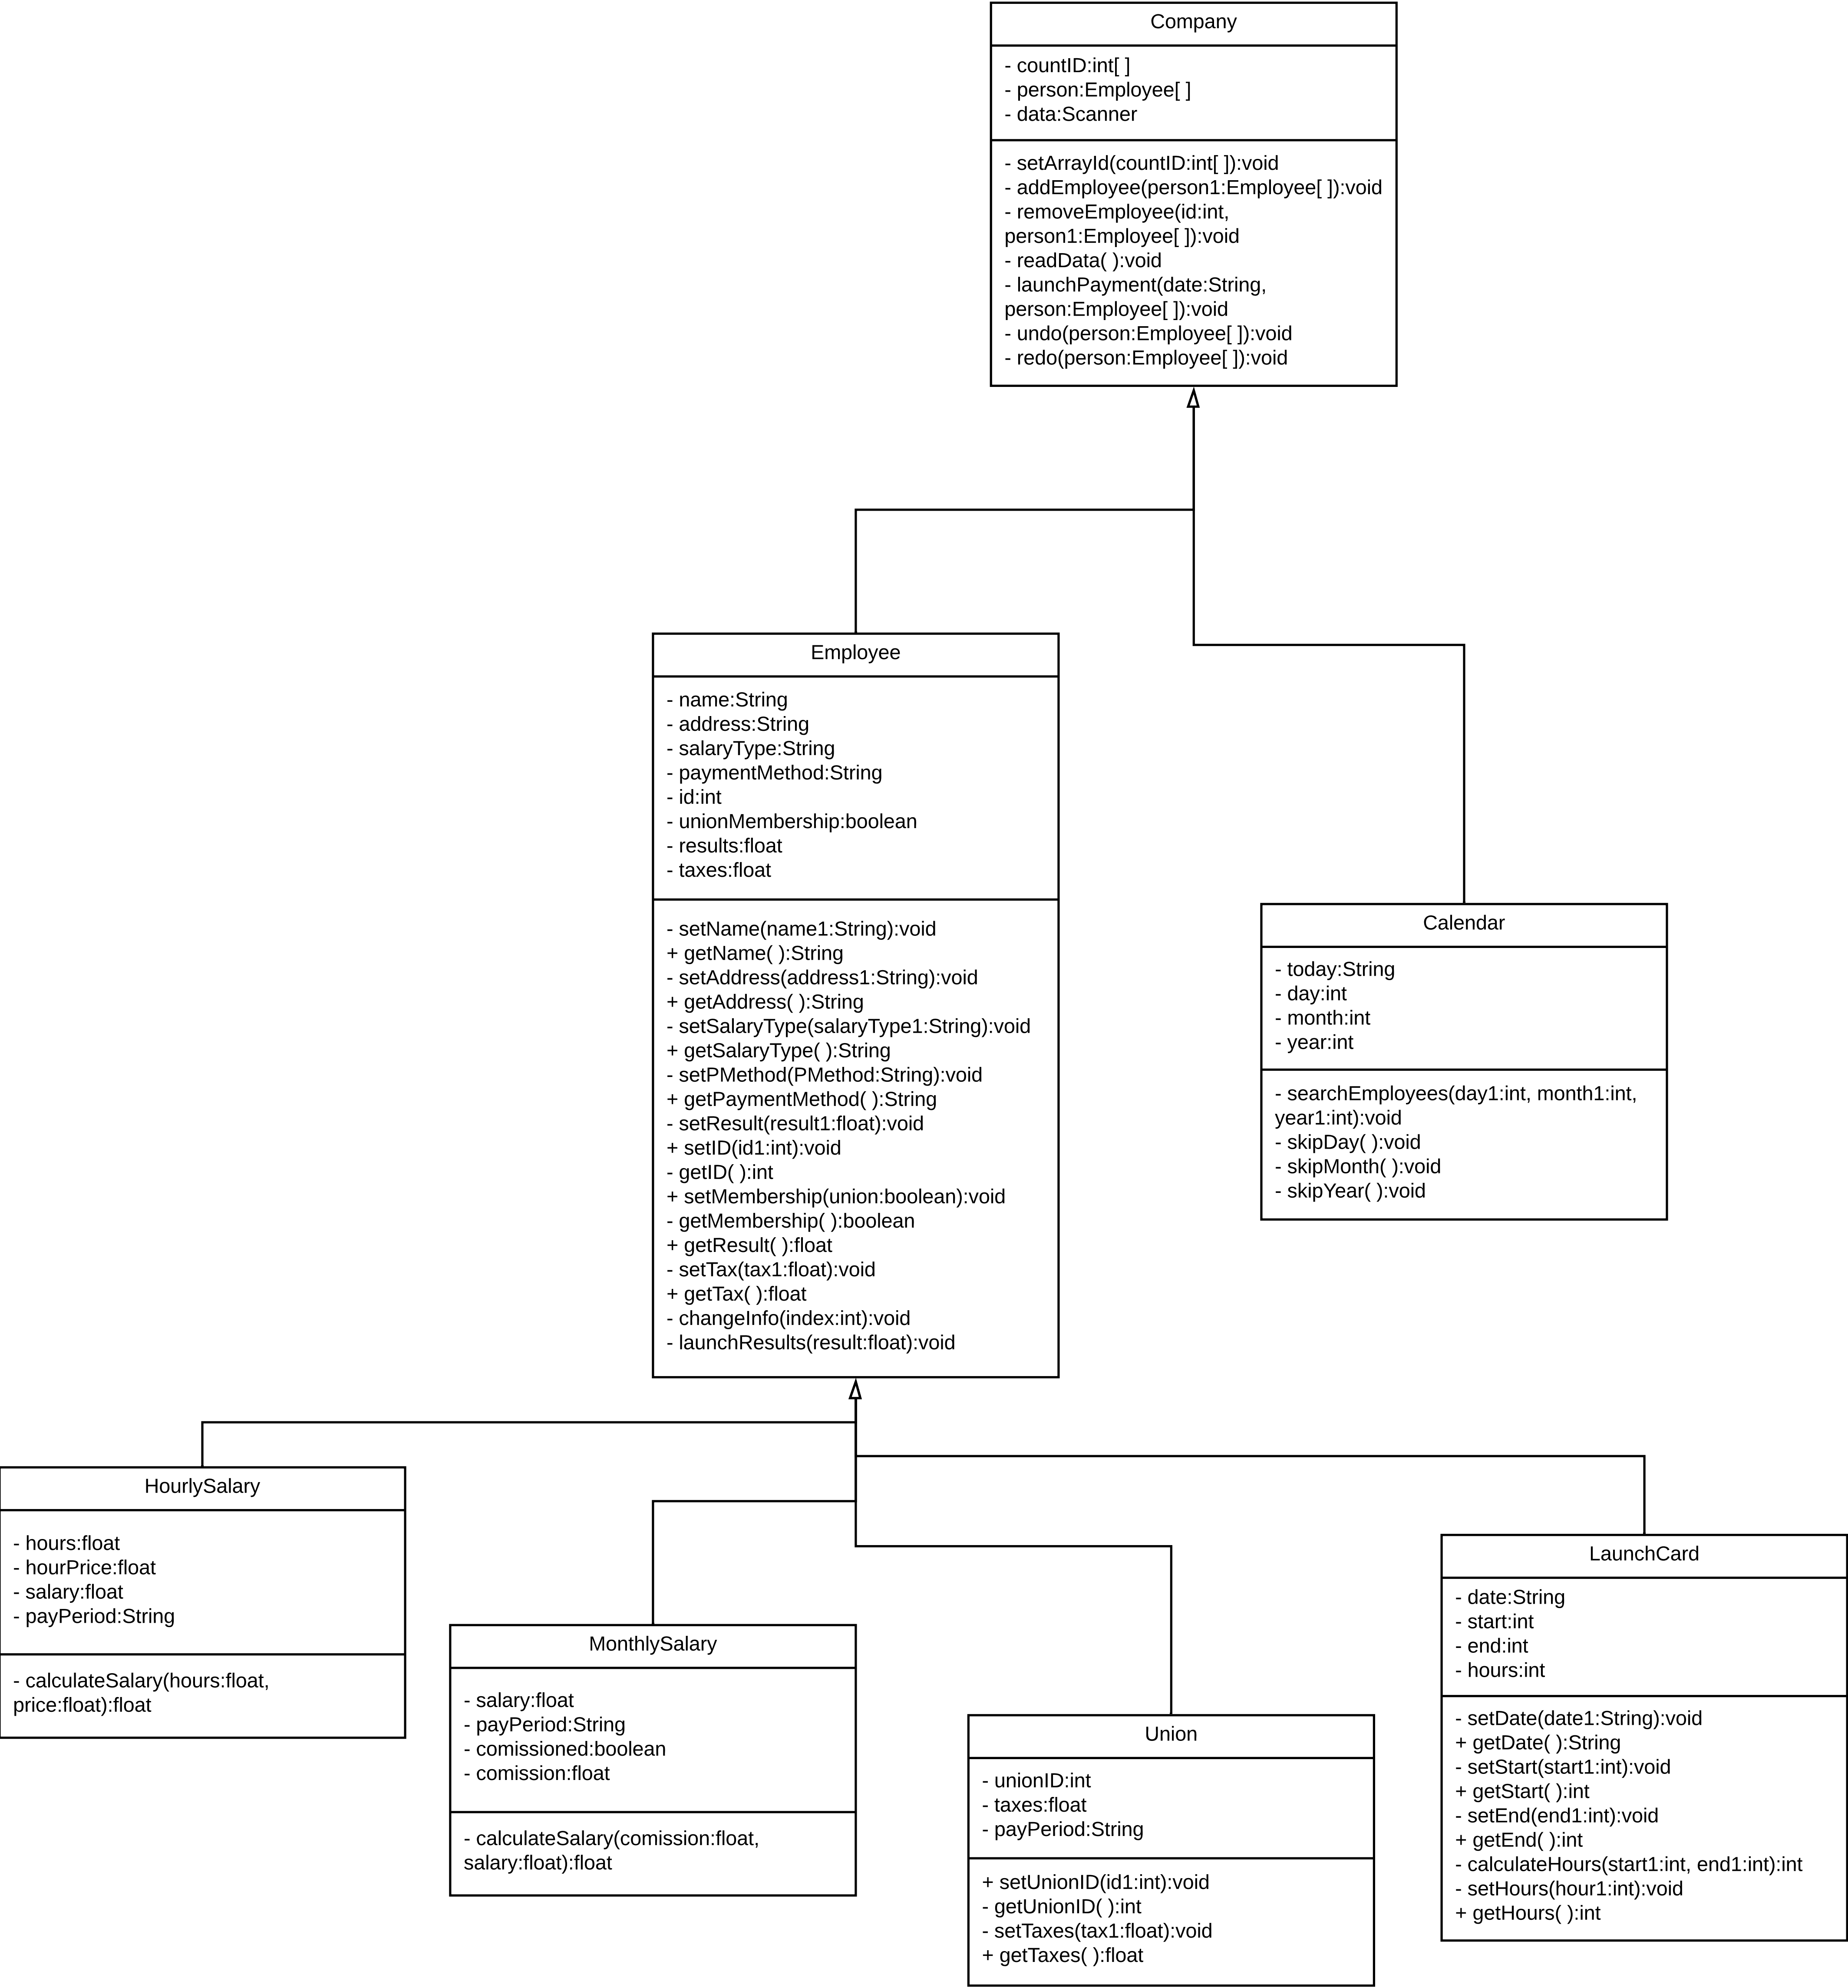 Company
- countID:int[ ]
- person:Employee[ ]
- data:Scanner
- setArrayId(countID:int[ ]):void
- addEmployee(person1:Employee[ ]):void
- removeEmployee(id:int,
person1:Employee[ ]):void
- readData( ):void
- launchPayment(date:String,
person:Employee[ ]):void
- undo(person:Employee[ ]):void
- redo(person:Employee[ ]):void
Employee
- name:String
- address:String
- salaryType:String
- paymentMethod:String
- id:int
- unionMembership:boolean
- results:float
- taxes:float
- setName(name1:String):void
+ getName( ):String
- setAddress(address1:String):void
+ getAddress( ):String
- setSalaryType(salaryType1:String):void
+ getSalaryType( ):String
- setPMethod(PMethod:String):void
+ getPaymentMethod( ):String
- setResult(result1:float):void
+ setID(id1:int):void
- getID( ):int
+ setMembership(union:boolean):void
- getMembership( ):boolean
+ getResult( ):float
- setTax(tax1:float):void
+ getTax( ):float
- changeInfo(index:int):void
- launchResults(result:float):void
Calendar
- today:String
- day:int
- month:int
- year:int
- searchEmployees(day1:int, month1:int,
year1:int):void
- skipDay( ):void
- skipMonth( ):void
- skipYear( ):void
HourlySalary
- hours:float
- hourPrice:float
- salary:float
- payPeriod:String
- calculateSalary(hours:float,
price:float):float
MonthlySalary
- salary:float
- payPeriod:String
- comissioned:boolean
- comission:float
- calculateSalary(comission:float,
salary:float):float
Union
- unionID:int
- taxes:float
- payPeriod:String
+ setUnionID(id1:int):void
- getUnionID( ):int
- setTaxes(tax1:float):void
+ getTaxes( ):float
LaunchCard
- date:String
- start:int
- end:int
- hours:int
- setDate(date1:String):void
+ getDate( ):String
- setStart(start1:int):void
+ getStart( ):int
- setEnd(end1:int):void
+ getEnd( ):int
- calculateHours(start1:int, end1:int):int
- setHours(hour1:int):void
+ getHours( ):int